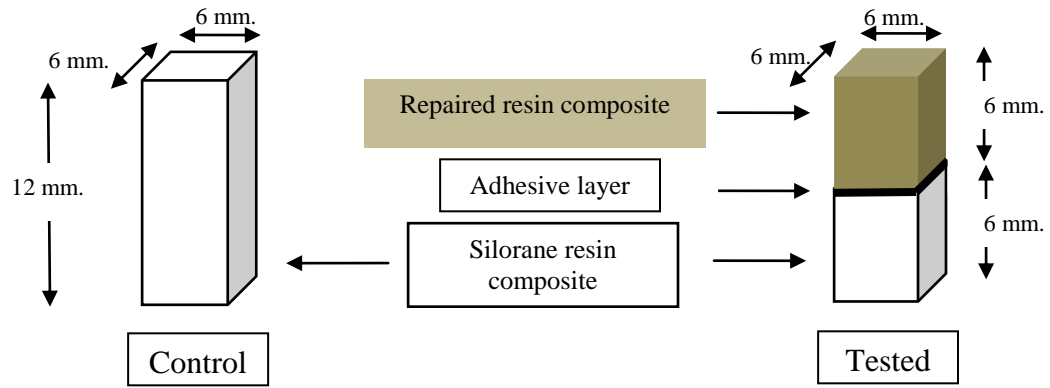 6 mm.
6 mm.
12 mm.
Control
Repaired resin composite
Adhesive layer
Silorane resin
composite
6 mm.
6 mm.
6 mm.
6 mm.
Tested